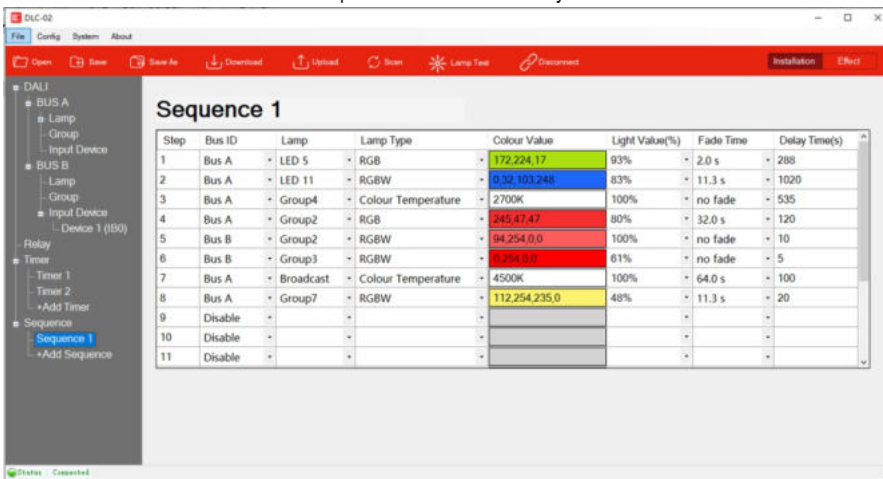 DLC-02
File Config System About
Open Save Save As Download Upload Scan Lamp Test Disconnect Installation Effect
DALI
BUS A
Lamp
Group
Input Device
BUS B
Lamp
Group
Input Device
Device 1 (IB0)
Relay
Timer
Timer 1
Timer 2
+Add Timer
Sequence
Sequence 1
+Add Sequence
Sequence 1
Step Bus ID Lamp Lamp Type Colour Value Light Value(%) Fade Time Delay Time(s)
1 Bus A LED 5 RGB 172,224,17 93% 2.0 s 288
2 Bus A LED 11 RGBW 0,32,103,248 83% 11.3 s 1020
3 Bus A Group4 Colour Temperature 2700K 100% no fade 535
4 Bus A Group2 RGB 245,47,47 80% 32.0 s 120
5 Bus B Group2 RGBW 94,254,0,0 100% no fade 10
6 Bus B Group3 RGBW 0,254,0,0 61% no fade 5
7 Bus A Broadcast Colour Temperature 4500K 100% 64.0 s 100
8 Bus A Group7 RGBW 112,254,235,0 48% 11.3 s 20
9 Disable
10 Disable
11 Disable
Status : Connected